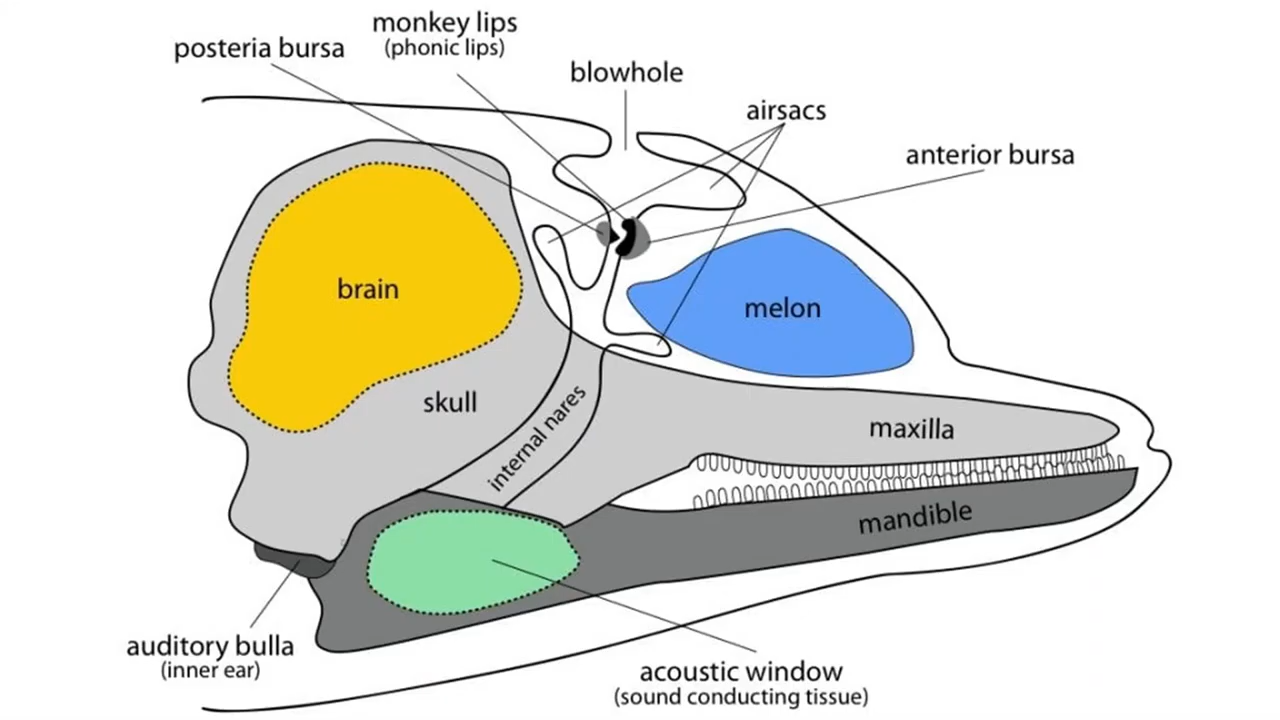 monkey lips
(phonic lips)
posteria bursa
blowhole
airsacs
anterior bursa
brain
melon
skull
internal nares
maxilla
mandible
auditory bulla
(inner ear)
acoustic window
(sound conducting tissue)